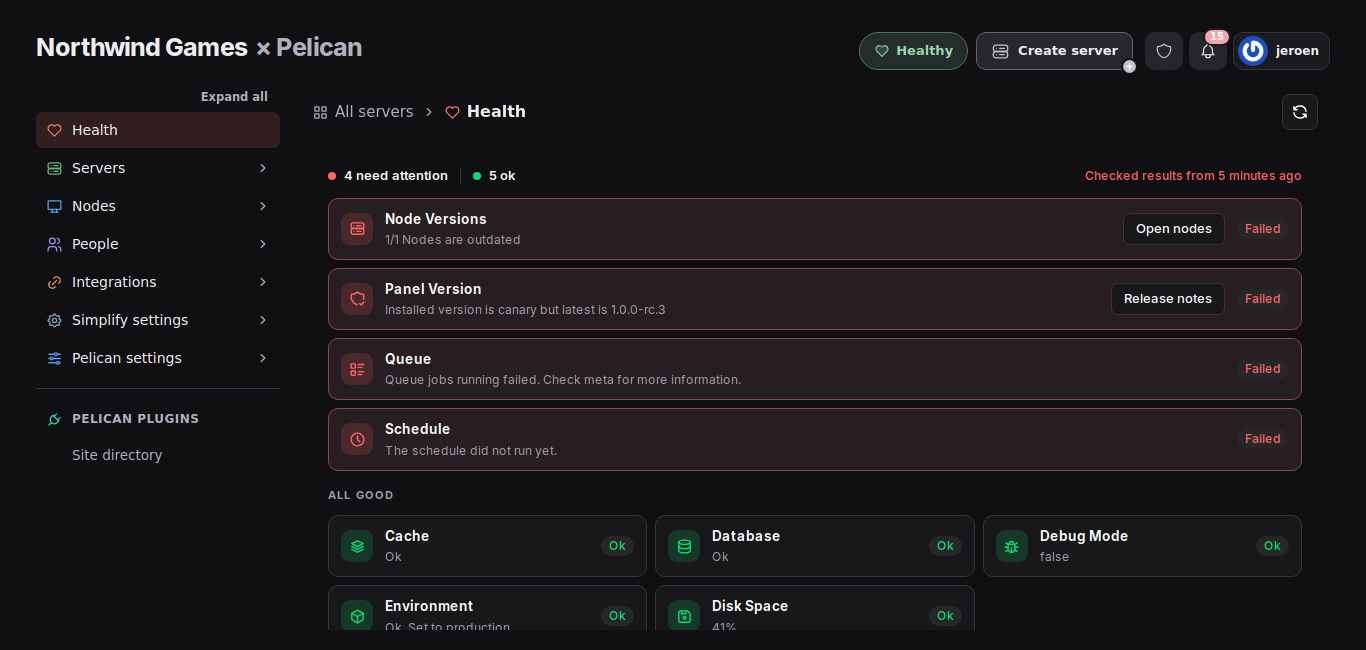 Northwind Games × Pelican
Healthy
Create server
15
jeroen
Expand all
Health
Servers
Nodes
People
Integrations
Simplify settings
Pelican settings
PELICAN PLUGINS
Site directory
All servers > Health
4 need attention
5 ok
Checked results from 5 minutes ago
Node Versions
1/1 Nodes are outdated
Open nodes
Failed
Panel Version
Installed version is canary but latest is 1.0.0-rc.3
Release notes
Failed
Queue
Queue jobs running failed. Check meta for more information.
Failed
Schedule
The schedule did not run yet.
Failed
ALL GOOD
Cache
Ok
Ok
Database
Ok
Ok
Debug Mode
false
Ok
Environment
Ok. Set to production
Ok
Disk Space
41%
Ok